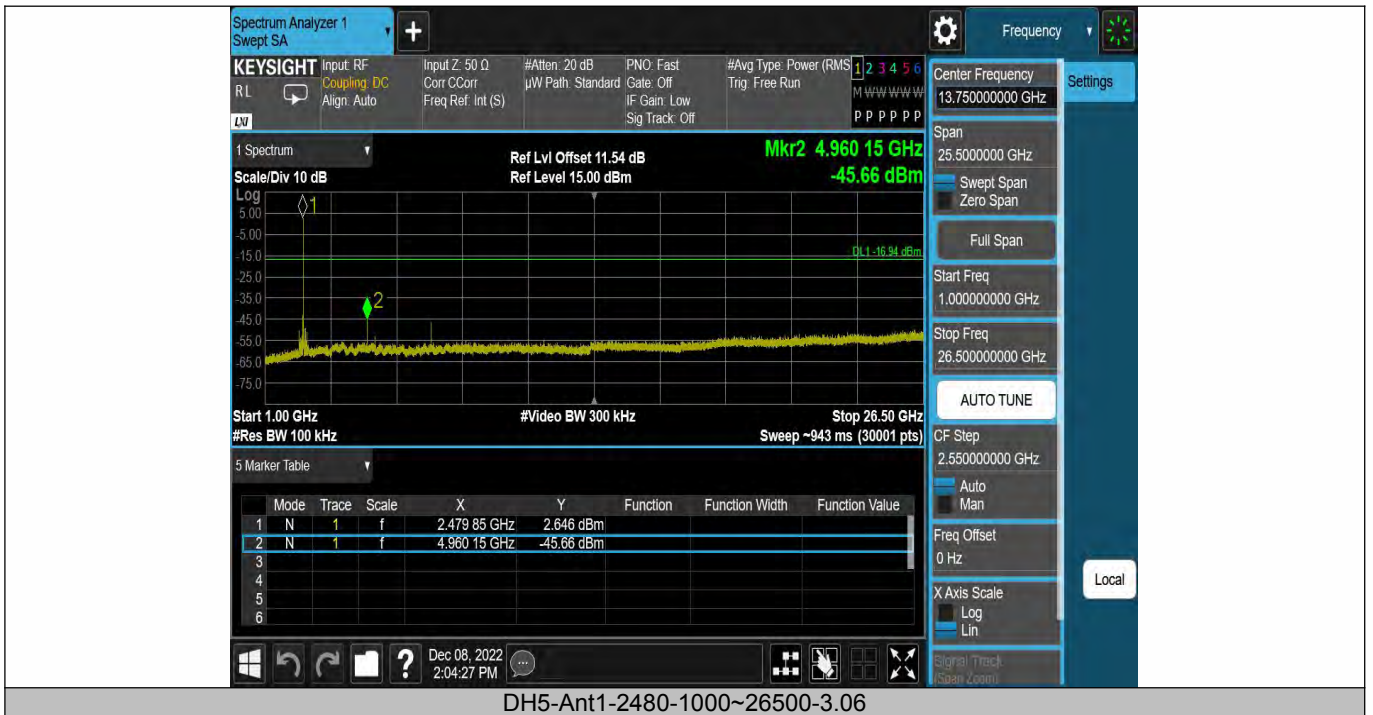 Spectrum Analyzer 1
Swept SA
+
Frequency
KEYSIGHT
RL
LXI
Input: RF
Coupling: DC
Align: Auto
Input Z: 50 Ω
Corr CCorr
Freq Ref: Int (S)
#Atten: 20 dB
µW Path: Standard
PNO: Fast
Gate: Off
IF Gain: Low
Sig Track: Off
#Avg Type: Power (RMS
Trig: Free Run
1 2 3 4 5 6
M W W W W W
P P P P P P
Center Frequency
13.750000000 GHz
Settings
Span
25.5000000 GHz
Swept Span
Zero Span
Full Span
Start Freq
1.000000000 GHz
Stop Freq
26.500000000 GHz
AUTO TUNE
CF Step
2.550000000 GHz
Auto
Man
Freq Offset
0 Hz
X Axis Scale
Log
Lin
Signal Track
(Span Zoom)
Local
1 Spectrum
Scale/Div 10 dB
Ref Lvl Offset 11.54 dB
Ref Level 15.00 dBm
Mkr2 4.960 15 GHz
-45.66 dBm
Log
5.00
-5.00
-15.0
-25.0
-35.0
-45.0
-55.0
-65.0
-75.0
1
2
DL1 -16.94 dBm
Start 1.00 GHz
#Res BW 100 kHz
#Video BW 300 kHz
Stop 26.50 GHz
Sweep ~943 ms (30001 pts)
5 Marker Table
Mode Trace Scale X Y Function Function Width Function Value
1 N 1 f 2.479 85 GHz 2.646 dBm
2 N 1 f 4.960 15 GHz -45.66 dBm
3
4
5
6
?
Dec 08, 2022
2:04:27 PM
DH5-Ant1-2480-1000~26500-3.06